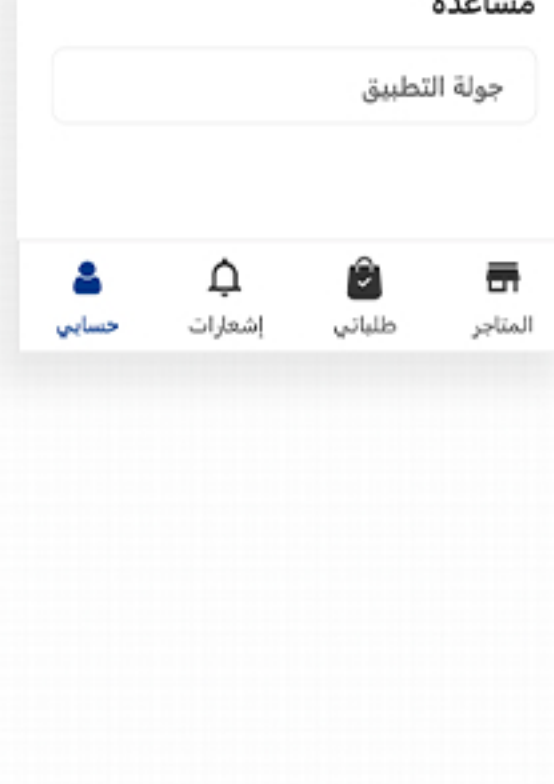 مساعدة
جولة التطبيق
المتاجر
طلباتي
إشعارات
حسابي